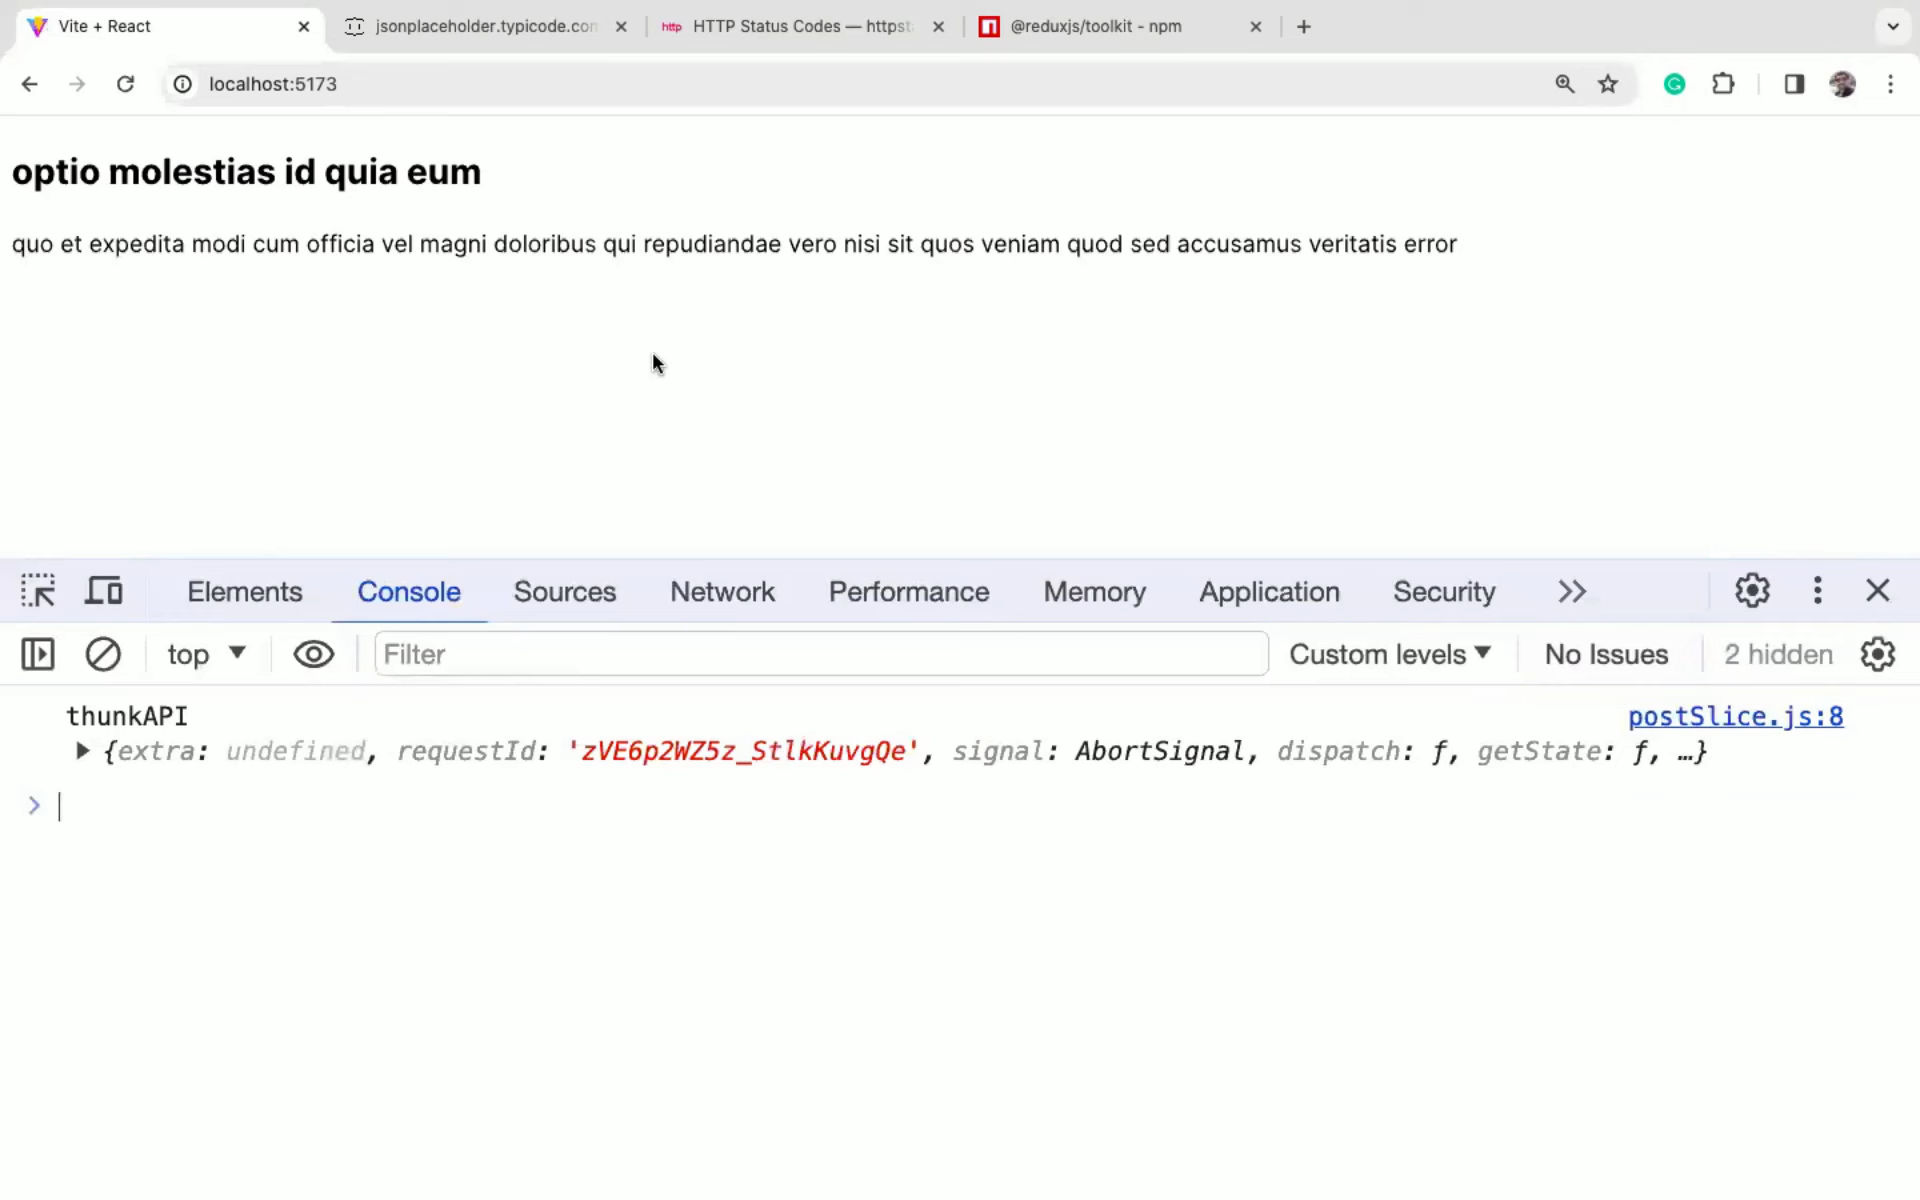 Vite + React
jsonplaceholder.typicode.con
http HTTP Status Codes — httpst
@reduxjs/toolkit - npm
localhost:5173
optio molestias id quia eum
quo et expedita modi cum officia vel magni doloribus qui repudiandae vero nisi sit quos veniam quod sed accusamus veritatis error
Elements Console Sources Network Performance Memory Application Security
top Filter Custom levels No Issues 2 hidden
thunkAPI postSlice.js:8
{extra: undefined, requestId: 'zVE6p2WZ5z_StlkKuvgQe', signal: AbortSignal, dispatch: ƒ, getState: ƒ, …}